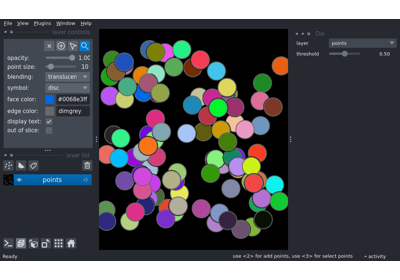 File View Plugins Window Help
layer controls
opacity: 1.00
point size: 10
blending: translucen
symbol: disc
face color: #0068e3ff
edge color: dimgrey
display text:
out of slice:
layer list
points
layer points
threshold 0.50
Ready use <2> for add points, use <3> for select points activity